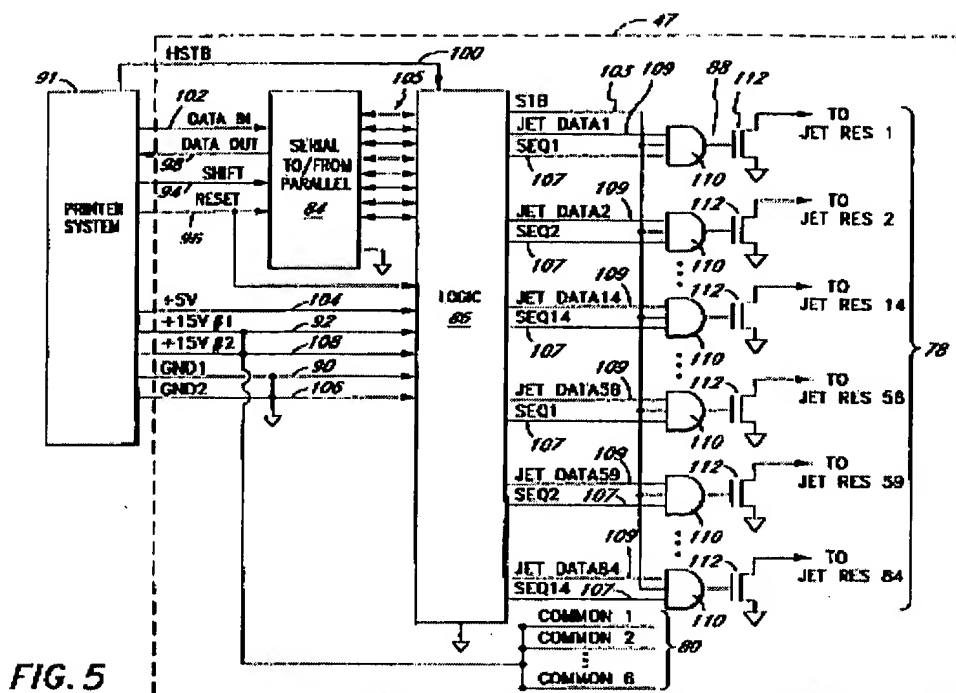 47
HSTB
100
91
102
DATA IN
DATA OUT
98
SHIFT
94
RESET
96
PRINTER
SYSTEM
SERIAL
TO/FROM
PARALLEL
84
105
LOGIC
86
+5V 104
+15V #1 92
+15V #2 108
GND1 90
GND2 106
STB
103
109
88
112
JET DATA1
SEQ1
107
110
TO
JET RES 1
JET DATA2
SEQ2
109
107
110
112
TO
JET RES 2
JET DATA14
SEQ14
109
107
110
112
TO
JET RES 14
78
JET DATA58
SEQ1
109
107
110
112
TO
JET RES 58
JET DATA59
SEQ2
109
107
110
112
TO
JET RES 59
JET DATA84
SEQ14
109
107
110
112
TO
JET RES 84
COMMON 1
COMMON 2
COMMON 6
80
FIG. 5